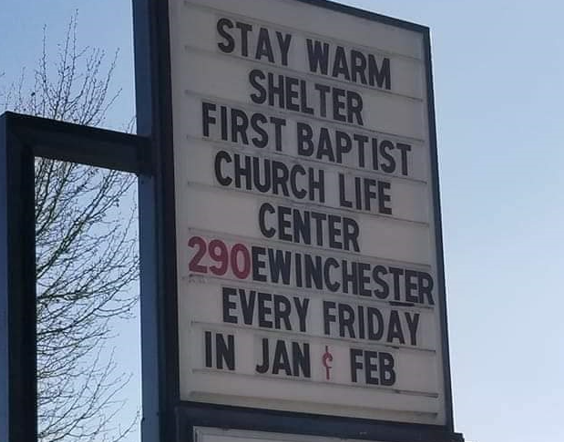 STAY WARM
SHELTER
FIRST BAPTIST
CHURCH LIFE
CENTER
290EWINCHESTER
EVERY FRIDAY
IN JAN ¢ FEB